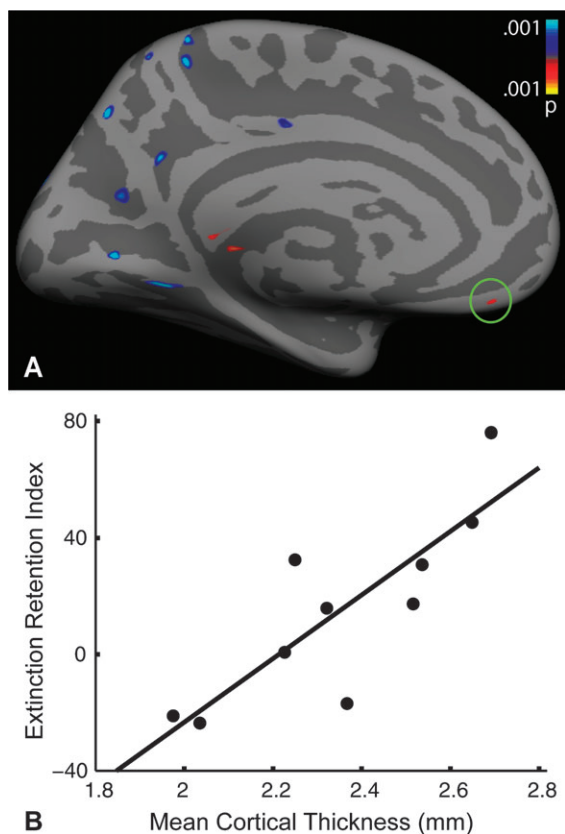 .001
.001
p
A
80
40
0
−40
Extinction Retention Index
1.8 2 2.2 2.4 2.6 2.8
B Mean Cortical Thickness (mm)